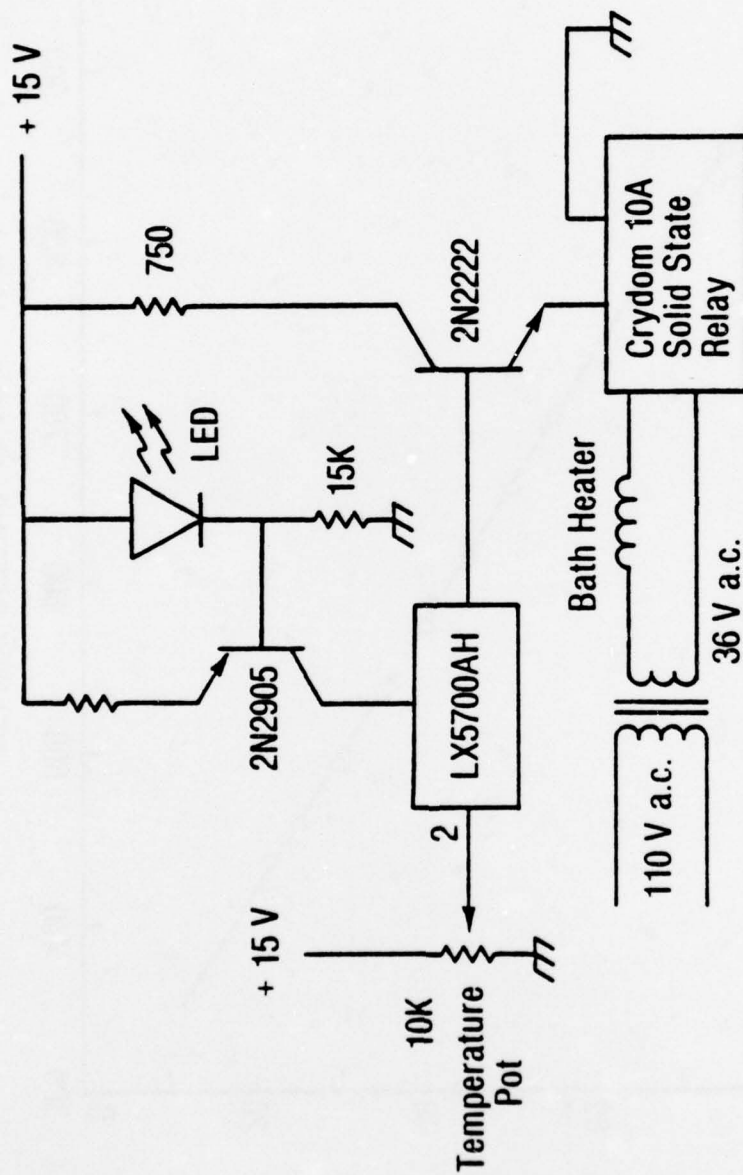 + 15 V
750
LED
15K
2N2905
2N2222
LX5700AH
2
+ 15 V
10K
Temperature
Pot
Bath Heater
Crydom 10A
Solid State
Relay
110 V a.c.
36 V a.c.